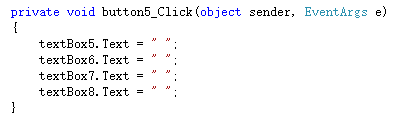 private void button5_Click(object sender, EventArgs e)
{
    textBox5.Text = " ";
    textBox6.Text = " ";
    textBox7.Text = " ";
    textBox8.Text = " ";
}